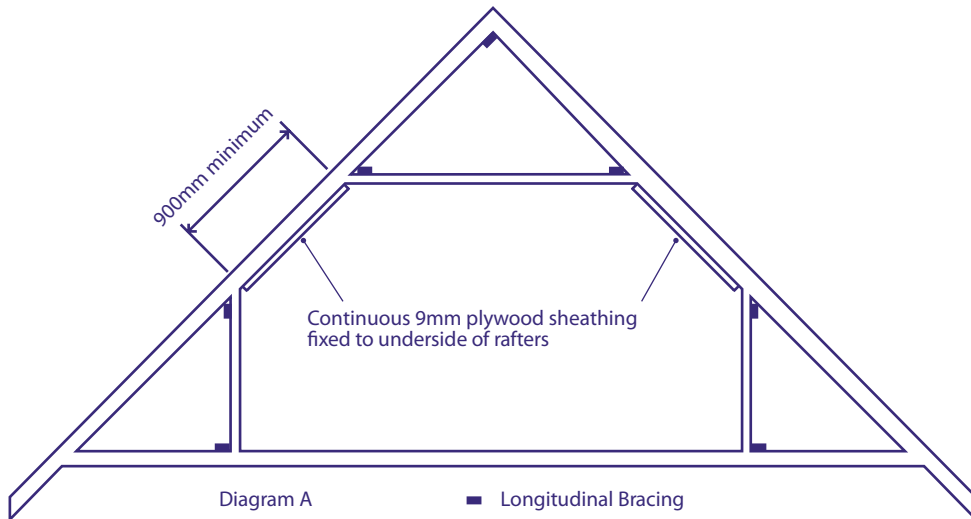 900mm minimum
Continuous 9mm plywood sheathing
fixed to underside of rafters
Diagram A
Longitudinal Bracing